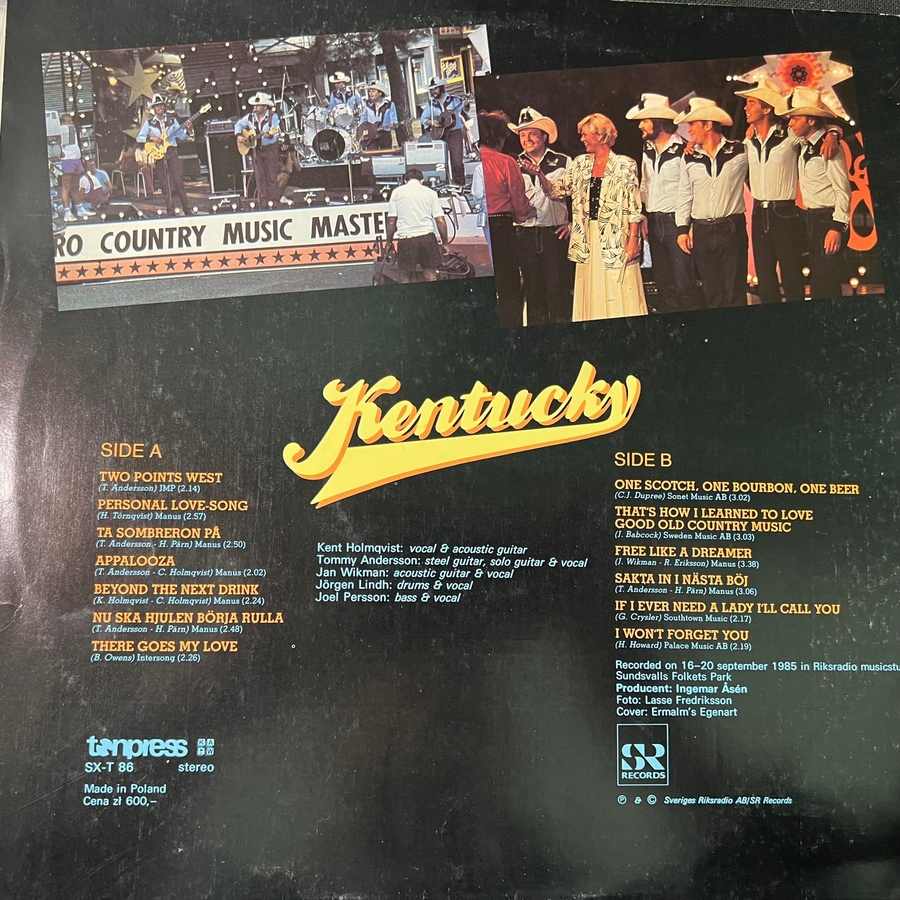 RO COUNTRY MUSIC MASTE
Kentucky
SIDE A
TWO POINTS WEST
(T. Andersson) IMP (2.14)
PERSONAL LOVE-SONG
(H. Törnqvist) Manus (2.57)
TA SOMBRERON PÅ
(T. Andersson - H. Pärn) Manus (2.50)
APPALOOZA
(T. Andersson - C. Holmqvist) Manus (2.02)
BEYOND THE NEXT DRINK
(K. Holmqvist - C. Holmqvist) Manus (2.24)
NU SKA HJULEN BÖRJA RULLA
(T. Andersson - H. Pärn) Manus (2.48)
THERE GOES MY LOVE
(B. Owens) Intersong (2.26)
Kent Holmqvist: vocal & acoustic guitar
Tommy Andersson: steel guitar, solo guitar & vocal
Jan Wikman: acoustic guitar & vocal
Jörgen Lindh: drums & vocal
Joel Persson: bass & vocal
SIDE B
ONE SCOTCH, ONE BOURBON, ONE BEER
(C.J. Dupree) Sonet Music AB (3.02)
THAT'S HOW I LEARNED TO LOVE
GOOD OLD COUNTRY MUSIC
(J. Babcock) Sweden Music AB (3.03)
FREE LIKE A DREAMER
(J. Wikman - R. Eriksson) Manus (3.38)
SAKTA IN I NÄSTA BÖJ
(T. Andersson - H. Pärn) Manus (3.06)
IF I EVER NEED A LADY I'LL CALL YOU
(G. Crysler) Southtown Music (2.17)
I WON'T FORGET YOU
(H. Howard) Palace Music AB (2.19)
Recorded on 16-20 september 1985 in Riksradio musicstu
Sundsvalls Folkets Park
Producent: Ingemar Åsén
Foto: Lasse Fredriksson
Cover: Ermalm's Egenart
SR
RECORDS
℗ & © Sveriges Riksradio AB/SR Records
tonpress KAW
SX-T 86 stereo
Made in Poland
Cena zł 600,-